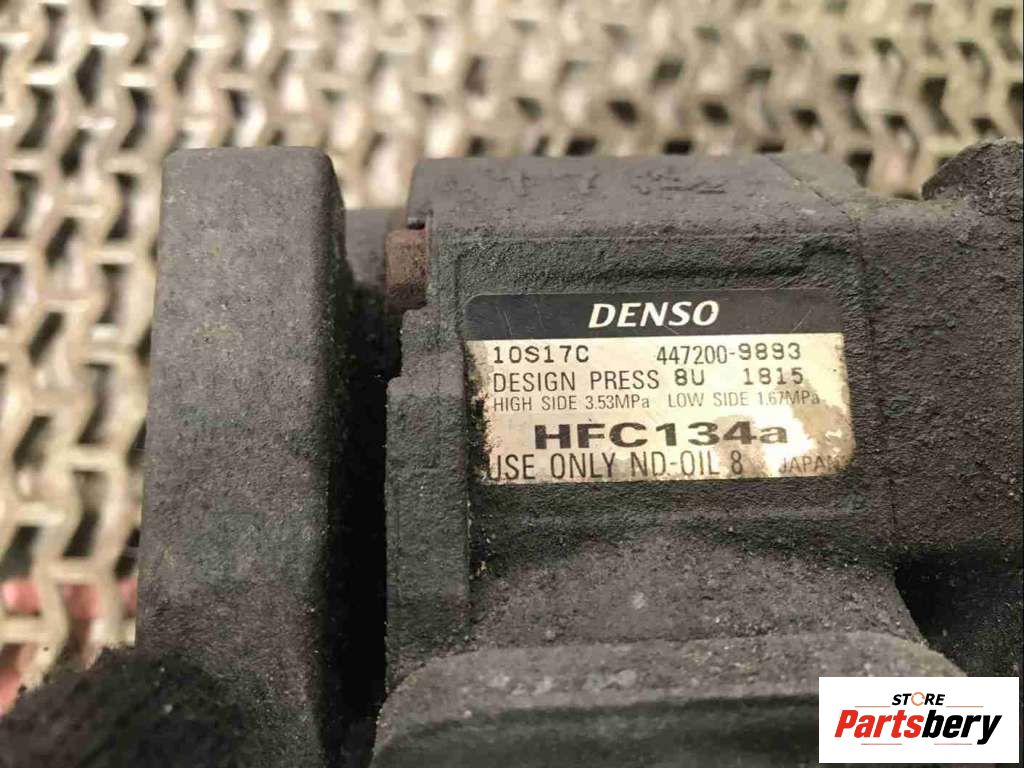 DENSO
10S17C 447200-9893
DESIGN PRESS 8U 1815
HIGH SIDE 3.53MPa LOW SIDE 1.67MPa
HFC134a
USE ONLY ND-OIL 8 JAPAN
STORE
Partsbery